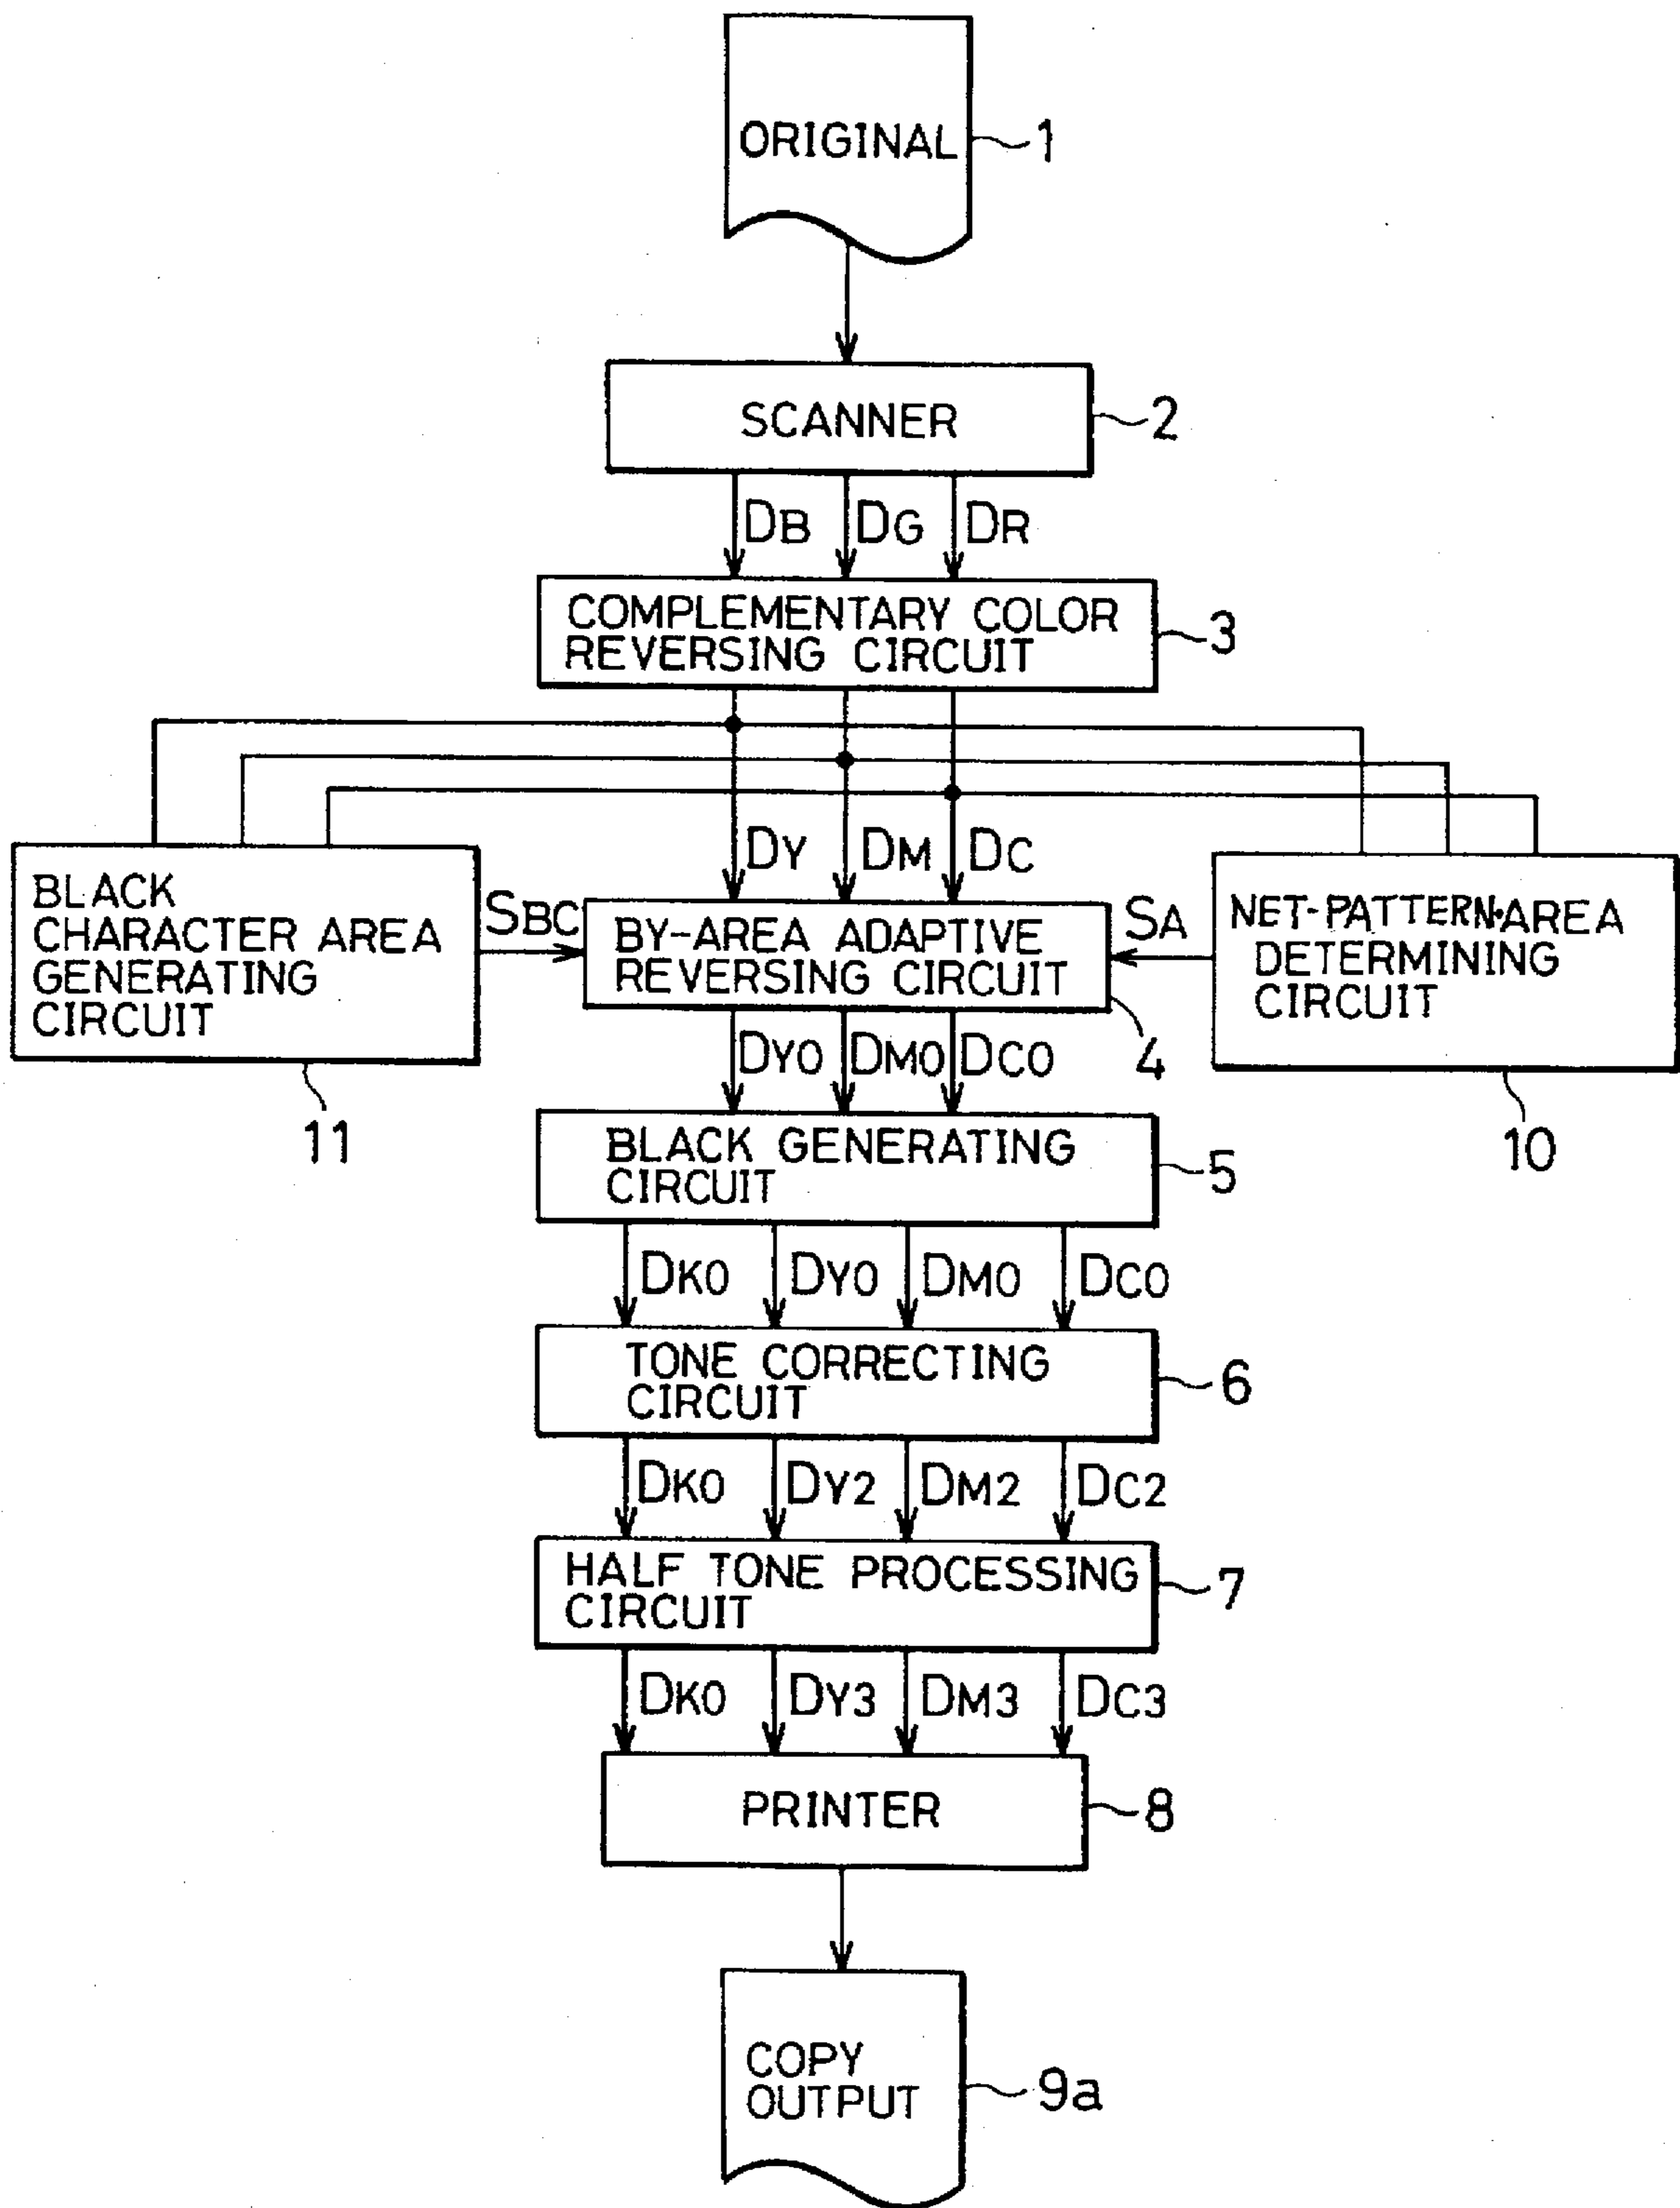 ORIGINAL
1
SCANNER
2
DB DG DR
COMPLEMENTARY COLOR
REVERSING CIRCUIT
3
DY DM DC
BLACK
CHARACTER AREA
GENERATING
CIRCUIT
11
SBC
BY-AREA ADAPTIVE
REVERSING CIRCUIT
4
SA
NET-PATTERN·AREA
DETERMINING
CIRCUIT
10
DY0 DM0 DC0
BLACK GENERATING
CIRCUIT
5
DK0 DY0 DM0 DC0
TONE CORRECTING
CIRCUIT
6
DK0 DY2 DM2 DC2
HALF TONE PROCESSING
CIRCUIT
7
DK0 DY3 DM3 DC3
PRINTER
8
COPY
OUTPUT
9a